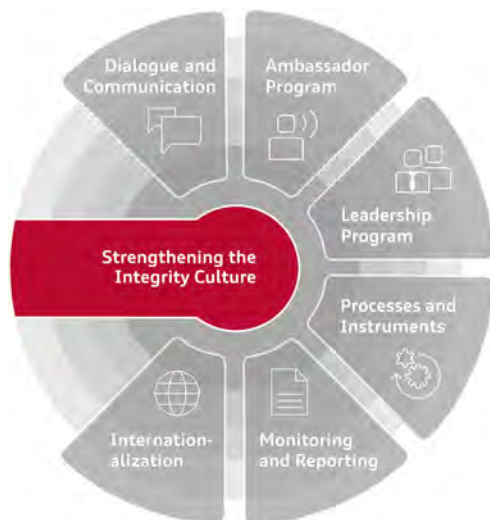 Dialogue and
Communication
Ambassador
Program
Leadership
Program
Strengthening the
Integrity Culture
Processes and
Instruments
Internation-
alization
Monitoring
and Reporting